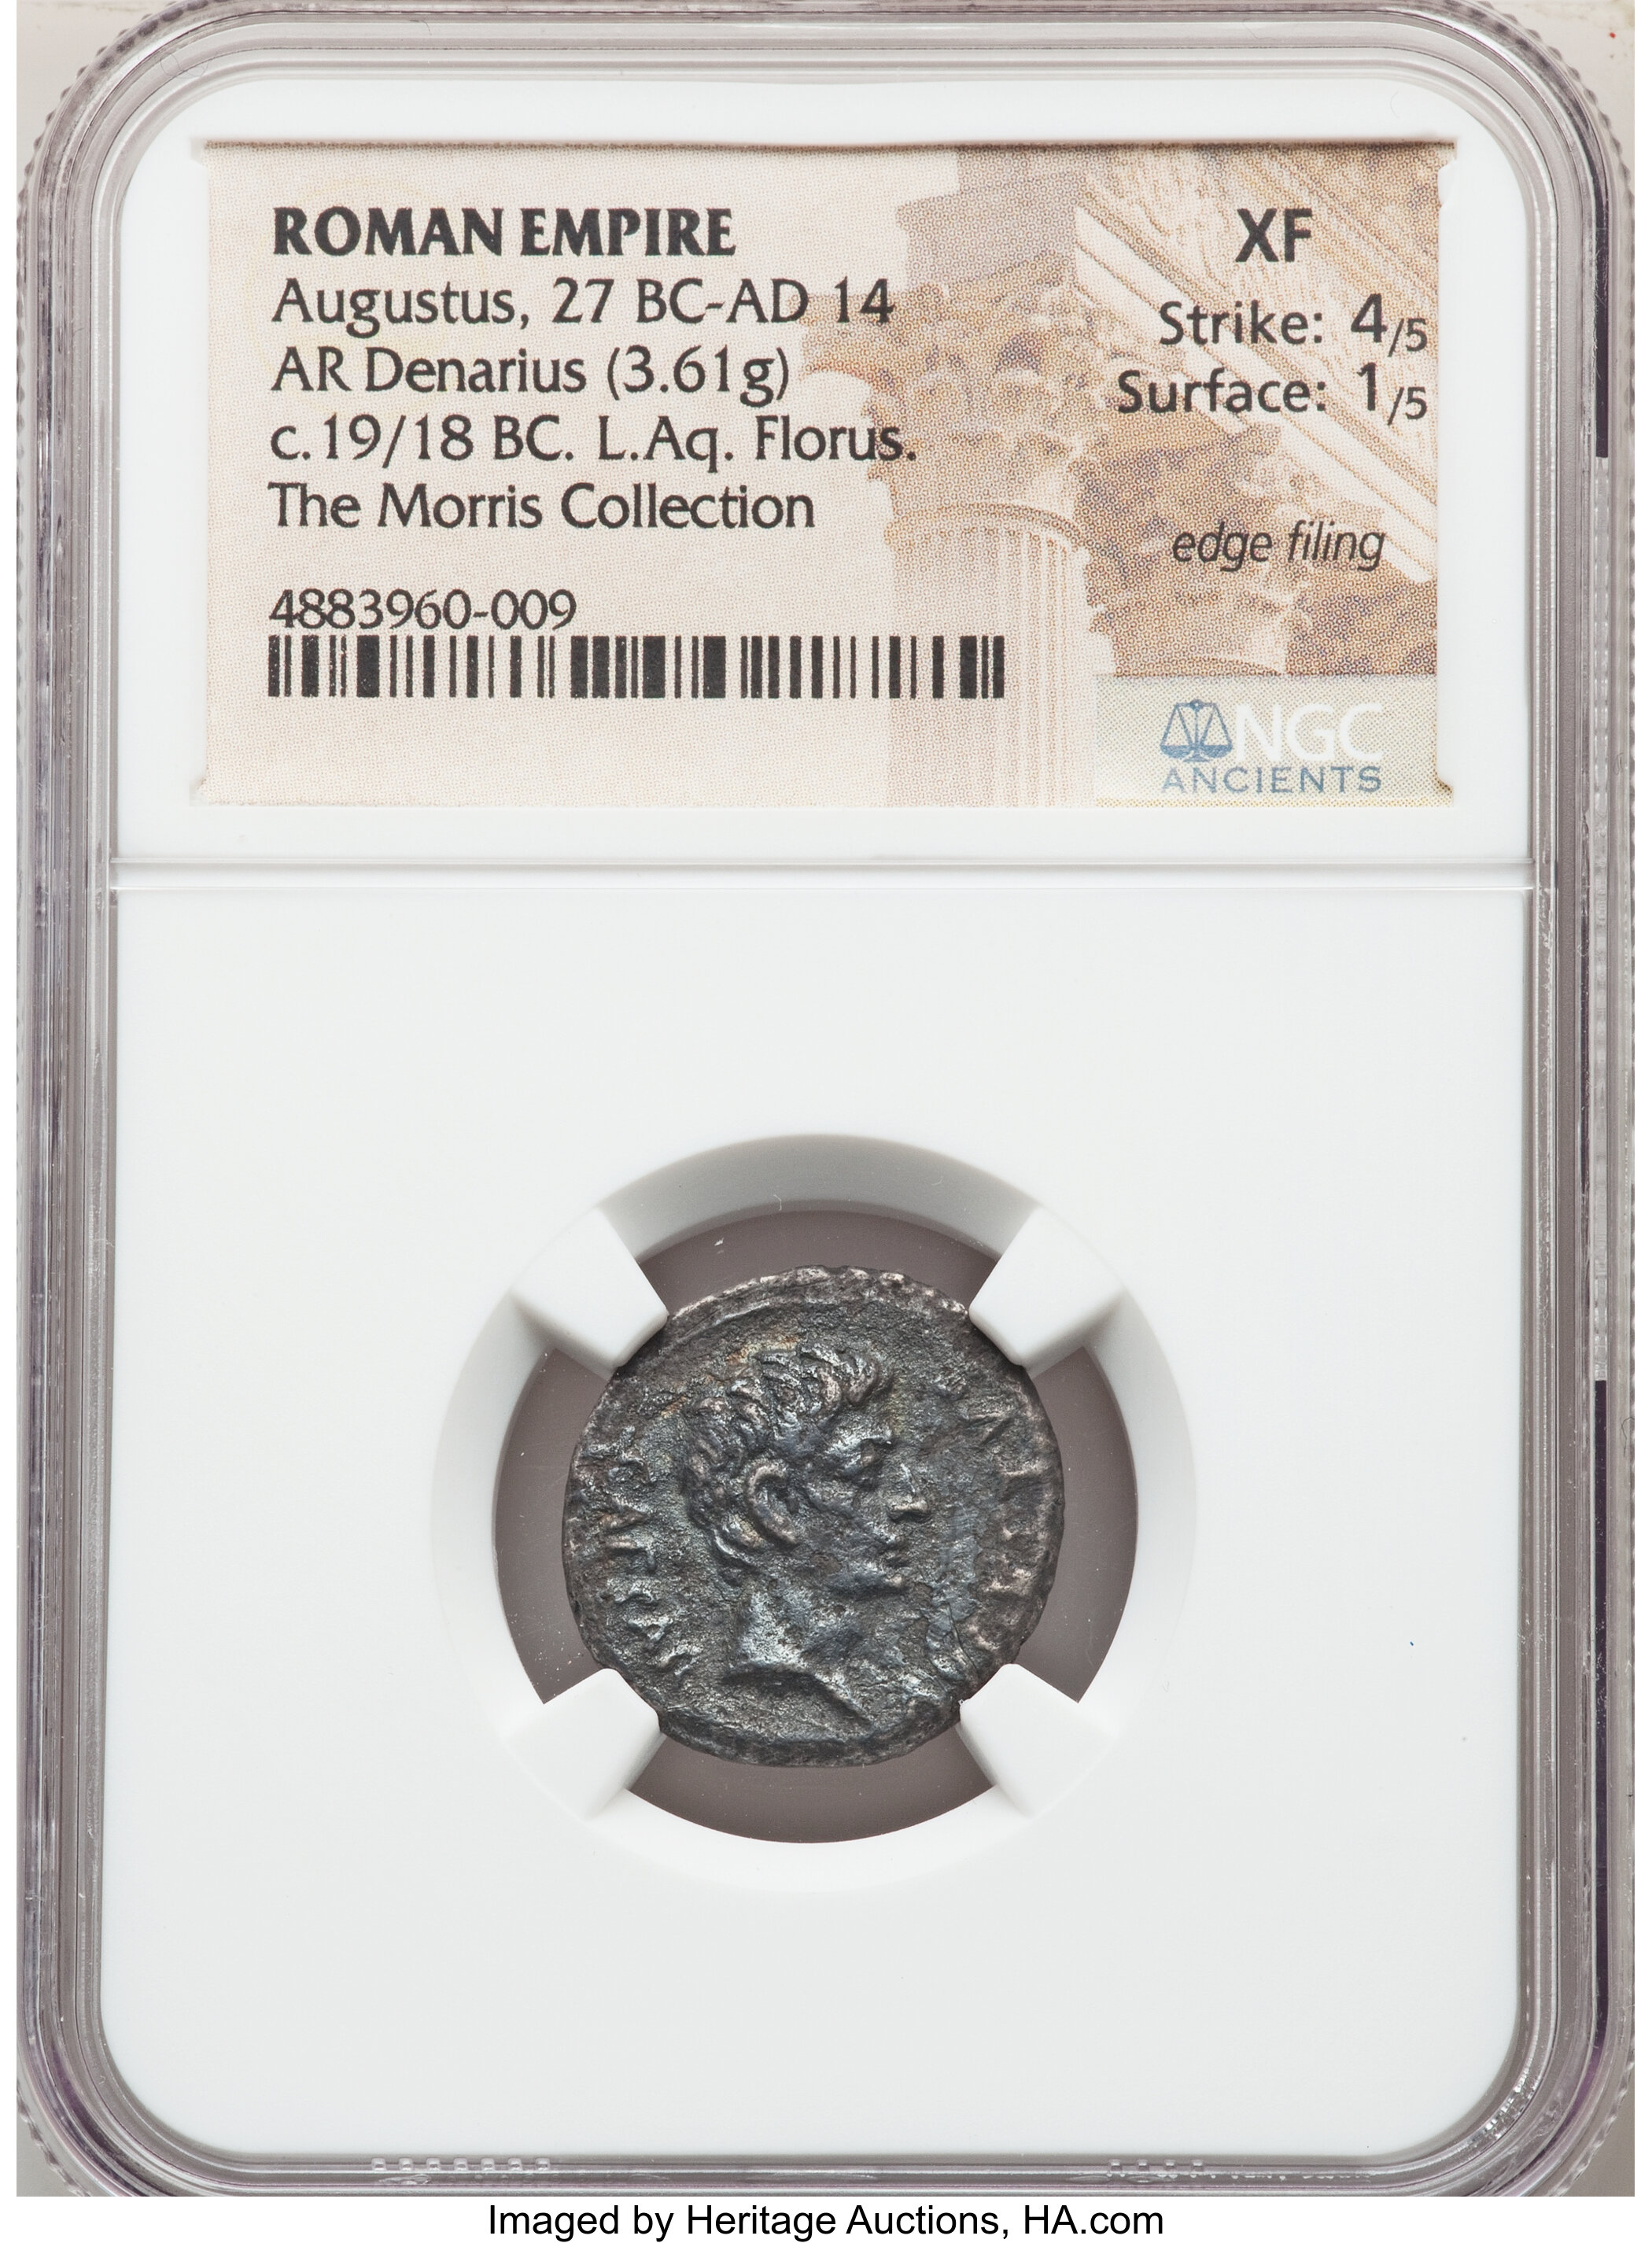 ROMAN EMPIRE
Augustus, 27 BC-AD 14
AR Denarius (3.61g)
c.19/18 BC. L.Aq. Florus.
The Morris Collection
4883960-009
XF
Strike: 4/5
Surface: 1/5
edge filing
NGC
ANCIENTS
Imaged by Heritage Auctions, HA.com